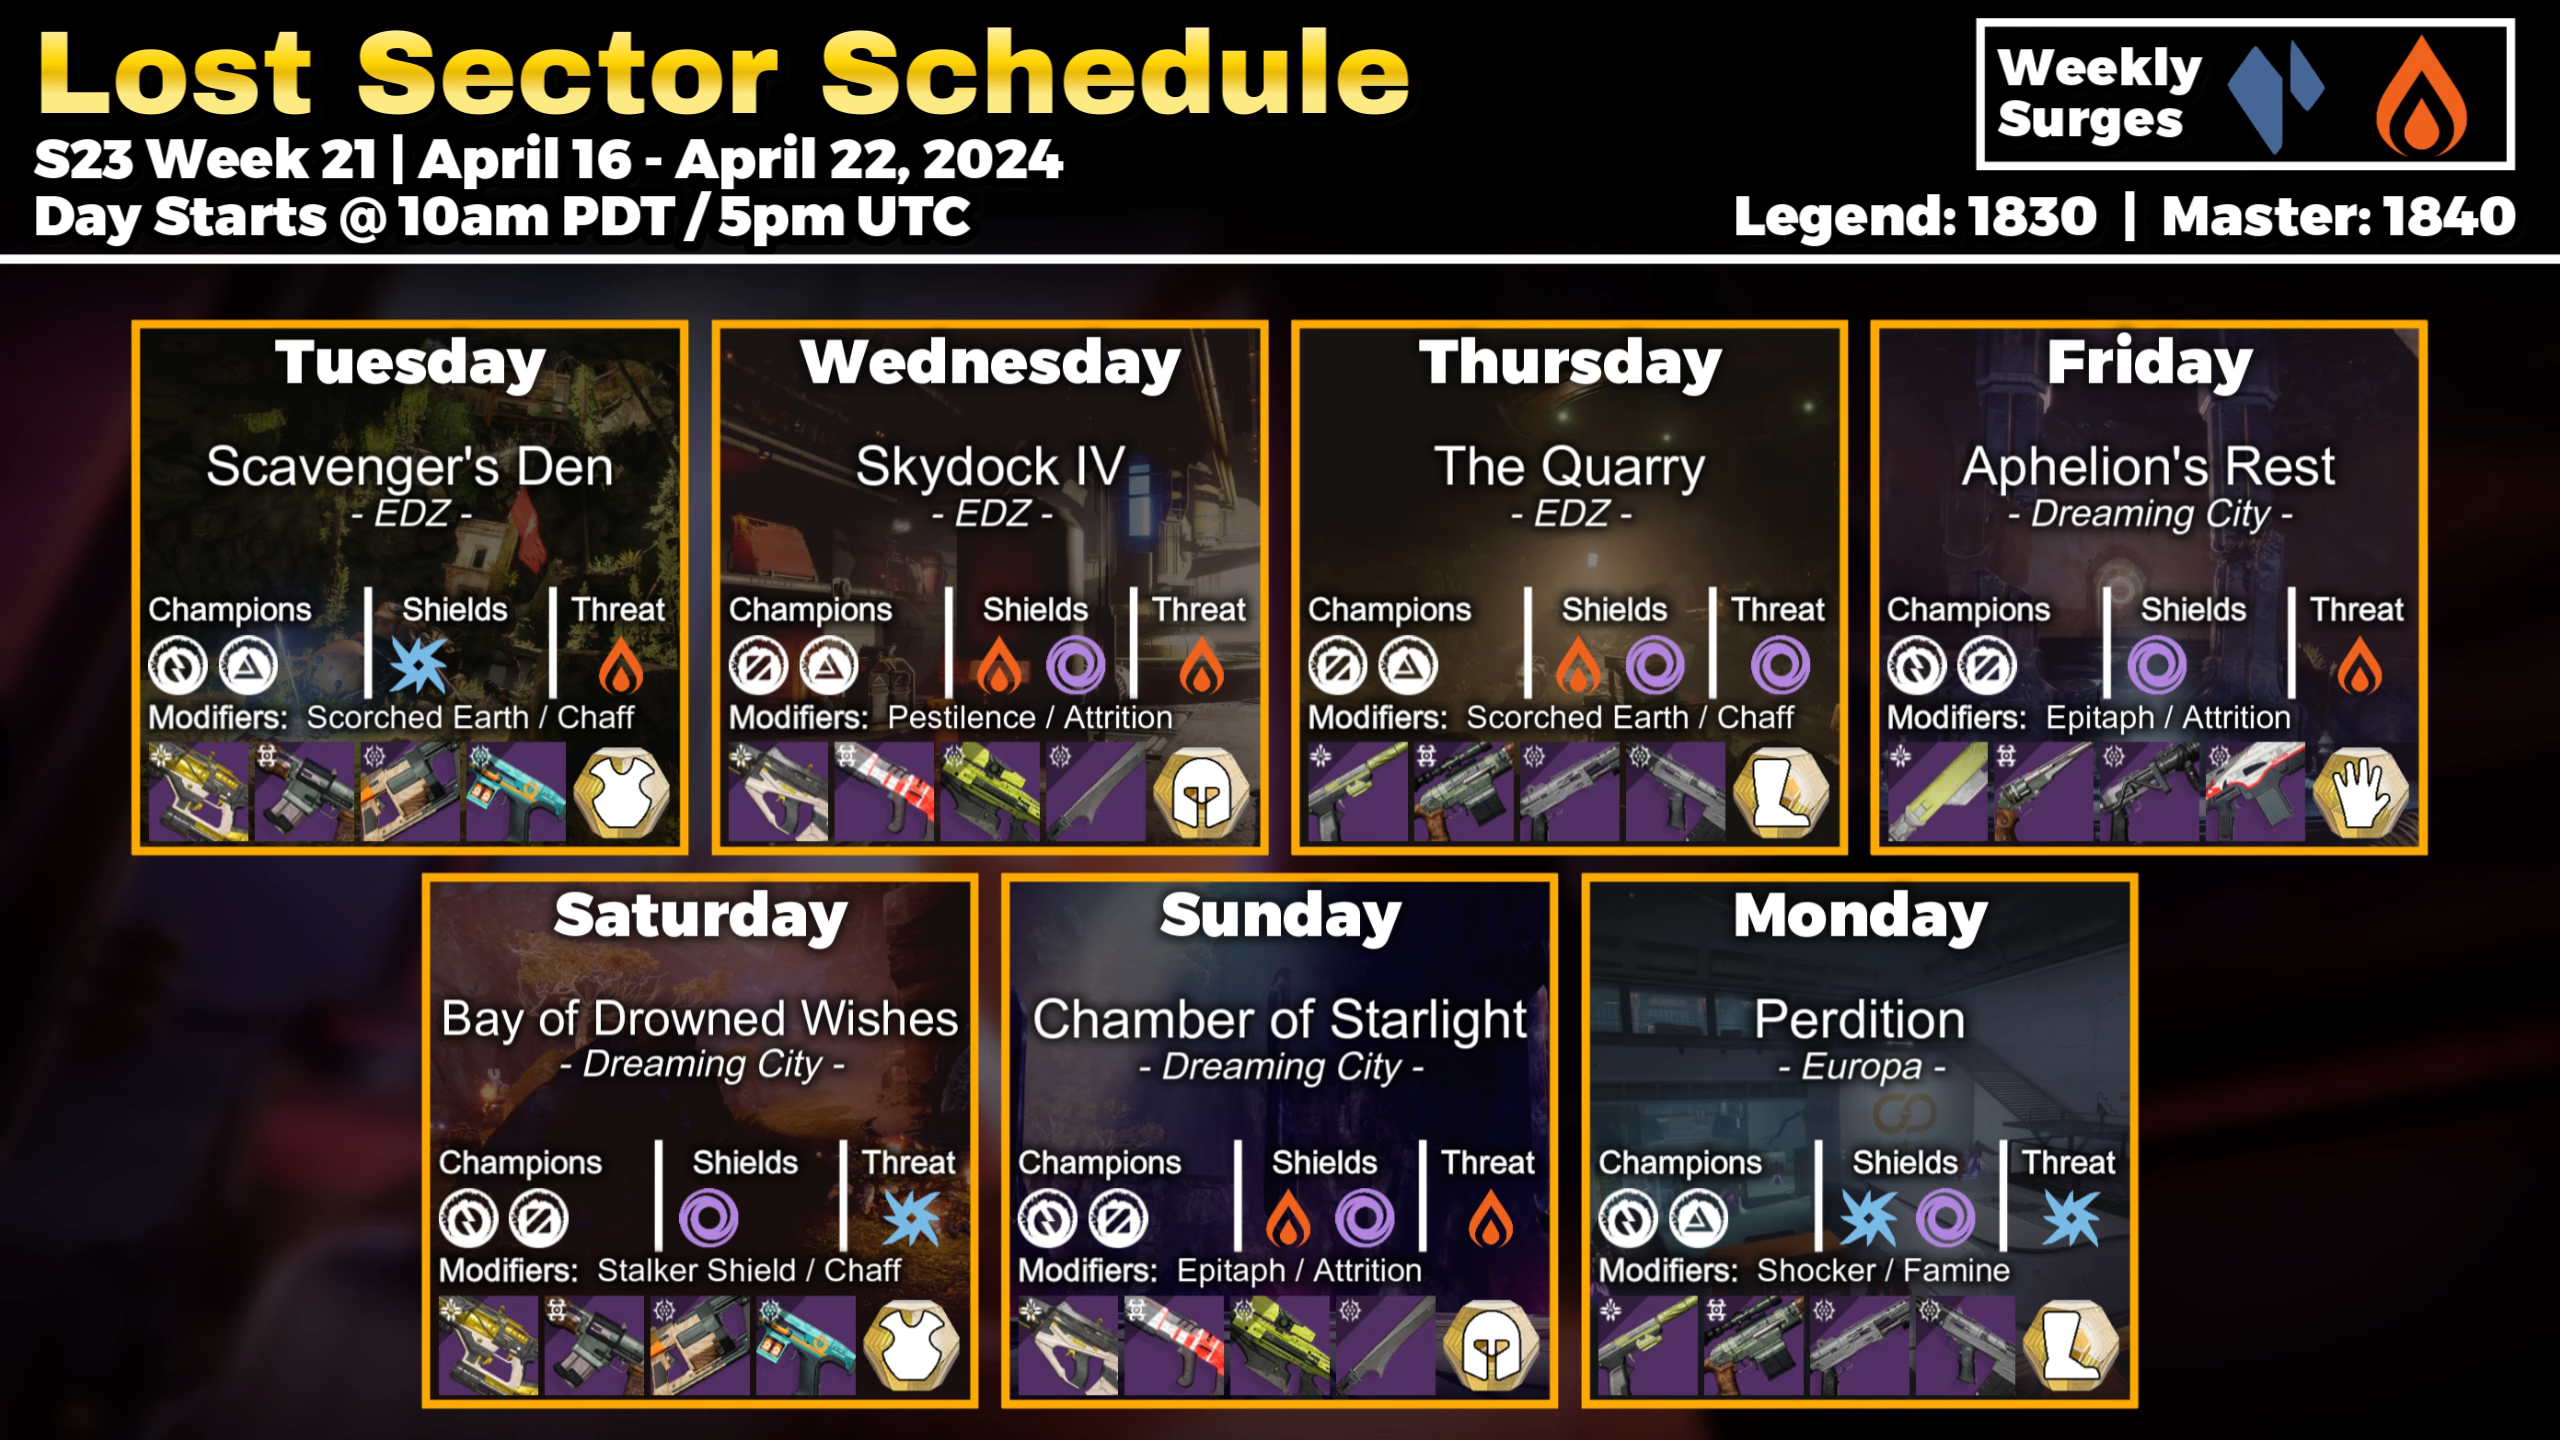 Lost Sector Schedule
S23 Week 21 | April 16 - April 22, 2024
Day Starts @ 10am PDT / 5pm UTC
Weekly
Surges
Legend: 1830 | Master: 1840
Tuesday
Scavenger's Den
- EDZ -
Champions
Shields
Threat
Modifiers: Scorched Earth / Chaff
Wednesday
Skydock IV
- EDZ -
Champions
Shields
Threat
Modifiers: Pestilence / Attrition
Thursday
The Quarry
- EDZ -
Champions
Shields
Threat
Modifiers: Scorched Earth / Chaff
Friday
Aphelion's Rest
- Dreaming City -
Champions
Shields
Threat
Modifiers: Epitaph / Attrition
Saturday
Bay of Drowned Wishes
- Dreaming City -
Champions
Shields
Threat
Modifiers: Stalker Shield / Chaff
Sunday
Chamber of Starlight
- Dreaming City -
Champions
Shields
Threat
Modifiers: Epitaph / Attrition
Monday
Perdition
- Europa -
Champions
Shields
Threat
Modifiers: Shocker / Famine